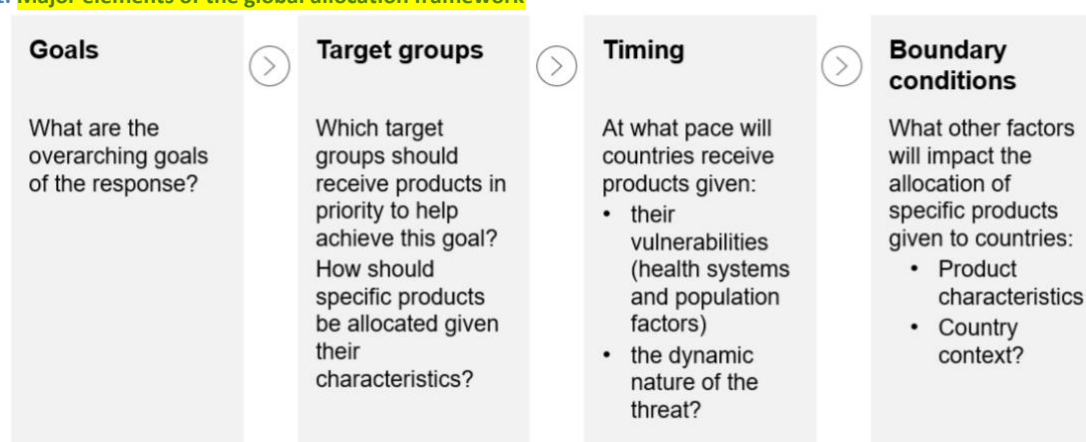 Major elements of the global allocation framework
Goals
What are the
overarching goals
of the response?
Target groups
Which target
groups should
receive products in
priority to help
achieve this goal?
How should
specific products
be allocated given
their
characteristics?
Timing
At what pace will
countries receive
products given:
• their
vulnerabilities
(health systems
and population
factors)
• the dynamic
nature of the
threat?
Boundary
conditions
What other factors
will impact the
allocation of
specific products
given to countries:
• Product
characteristics
• Country
context?